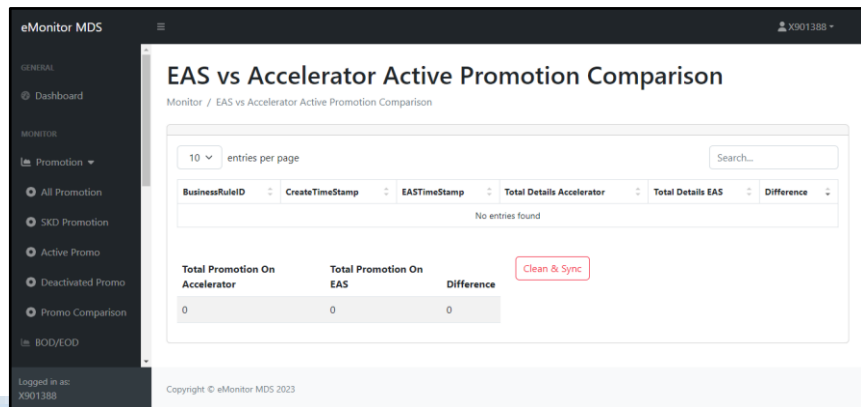 eMonitor MDS
X901388
GENERAL
Dashboard
MONITOR
Promotion
All Promotion
SKD Promotion
Active Promo
Deactivated Promo
Promo Comparison
BOD/EOD
Logged in as:
X901388
EAS vs Accelerator Active Promotion Comparison
Monitor / EAS vs Accelerator Active Promotion Comparison
10 entries per page Search...
BusinessRuleID CreateTimeStamp EASTimeStamp Total Details Accelerator Total Details EAS Difference
No entries found
Total Promotion On Accelerator Total Promotion On EAS Difference
0 0 0
Clean & Sync
Copyright © eMonitor MDS 2023